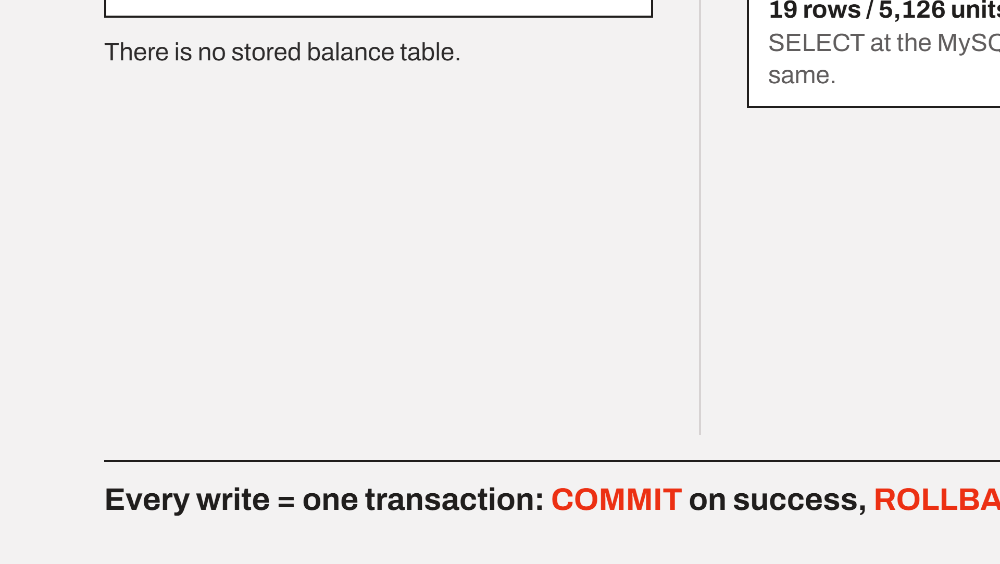 There is no stored balance table.
19 rows / 5,126 units
SELECT at the
same.
Every write = one transaction: COMMIT on success,